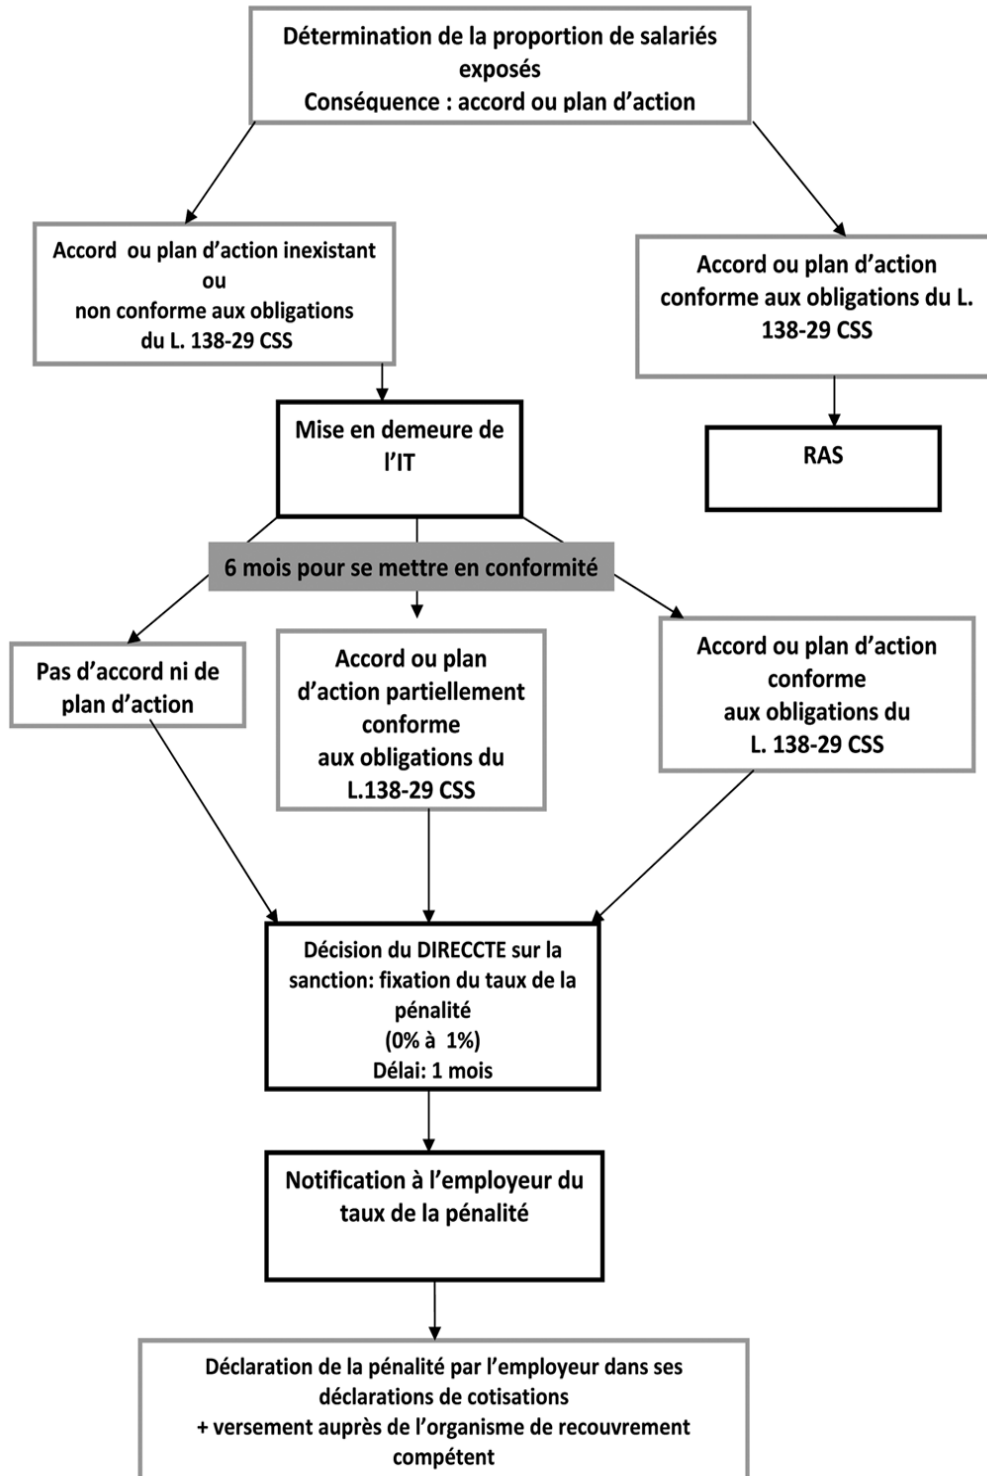 Détermination de la proportion de salariés
exposés
Conséquence : accord ou plan d’action
Accord ou plan d’action inexistant
ou
non conforme aux obligations
du L. 138-29 CSS
Accord ou plan d’action
conforme aux obligations du L.
138-29 CSS
Mise en demeure de
l’IT
RAS
6 mois pour se mettre en conformité
Pas d’accord ni de
plan d’action
Accord ou plan
d’action partiellement
conforme
aux obligations du
L.138-29 CSS
Accord ou plan d’action
conforme
aux obligations du
L. 138-29 CSS
Décision du DIRECCTE sur la
sanction: fixation du taux de la
pénalité
(0% à 1%)
Délai: 1 mois
Notification à l’employeur du
taux de la pénalité
Déclaration de la pénalité par l’employeur dans ses
déclarations de cotisations
+ versement auprès de l’organisme de recouvrement
compétent